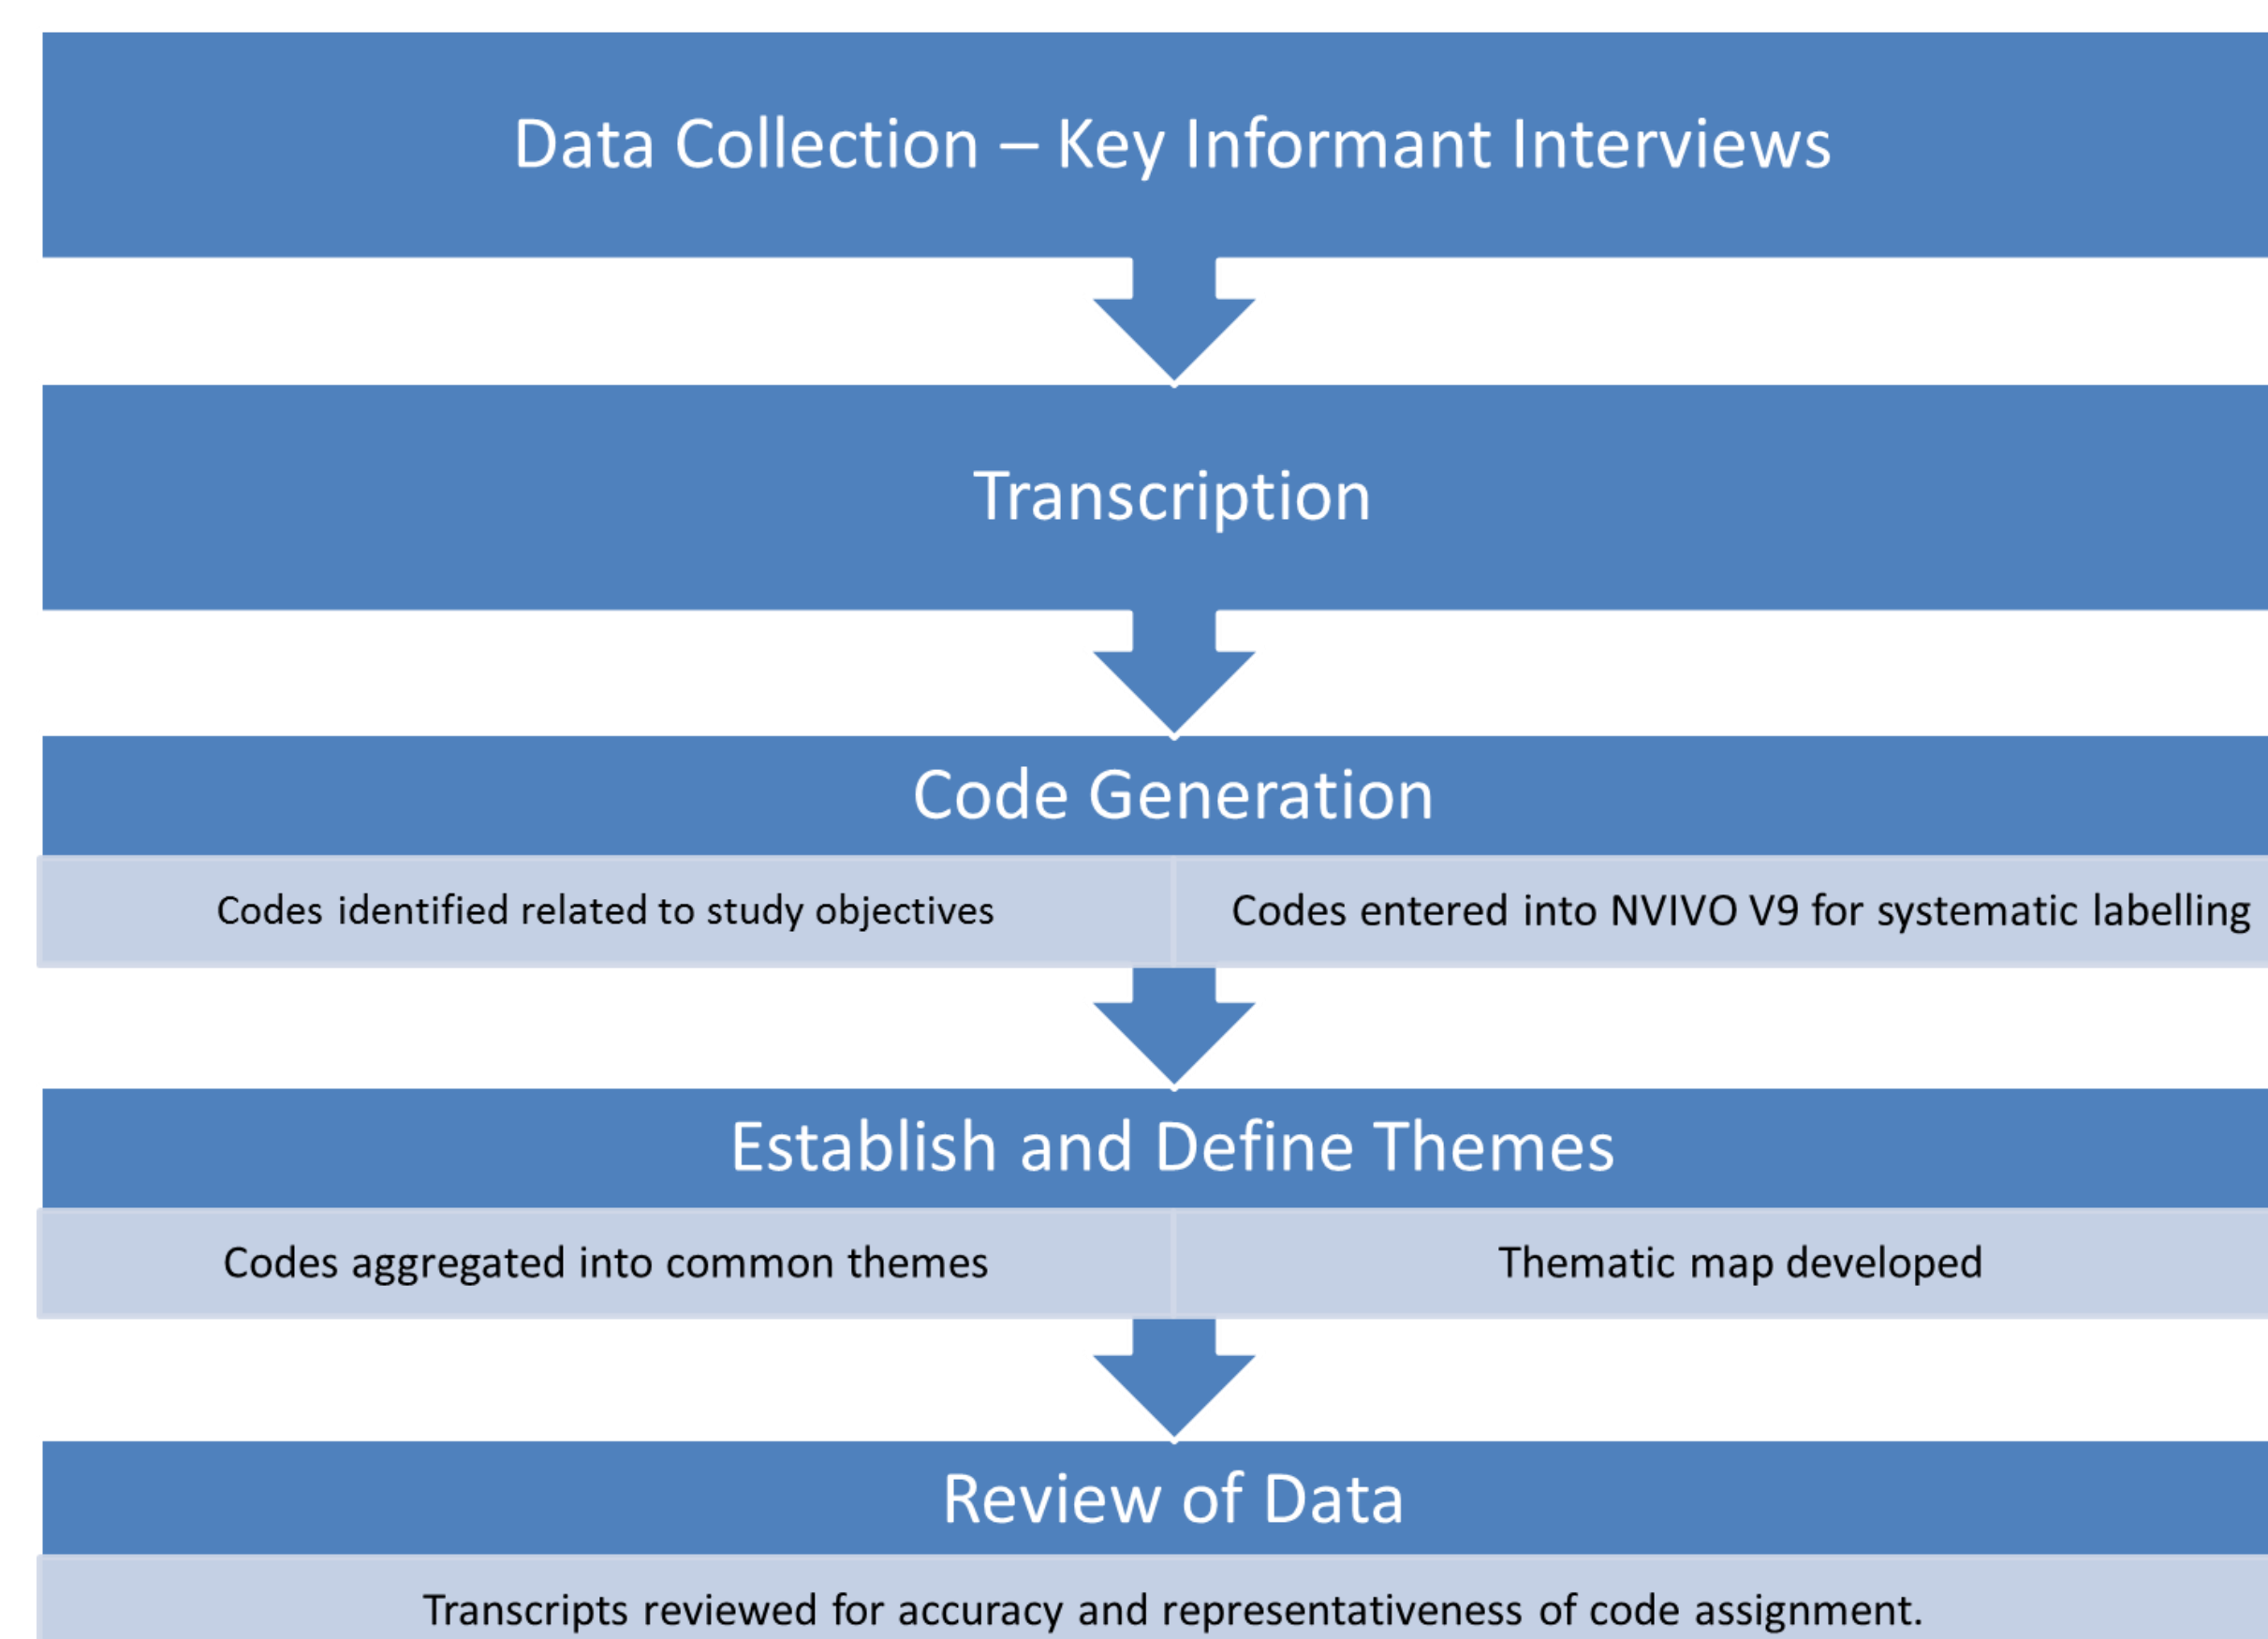 Data Collection – Key Informant Interviews
Transcription
Code Generation
Codes identified related to study objectives
Codes entered into NVIVO V9 for systematic labelling
Establish and Define Themes
Codes aggregated into common themes
Thematic map developed
Review of Data
Transcripts reviewed for accuracy and representativeness of code assignment.